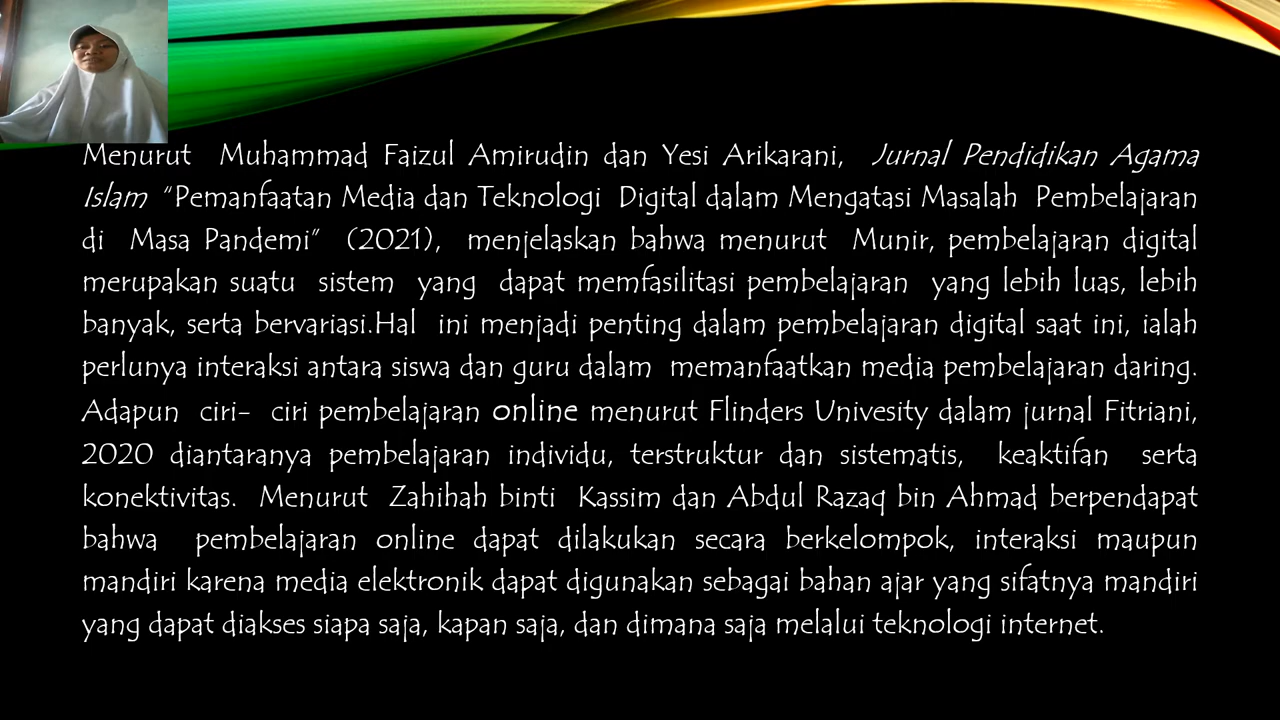 Menurut Muhammad Faizul Amirudin dan Yesi Arikarani, Jurnal Pendidikan Agama
Islam “Pemanfaatan Media dan Teknologi Digital dalam Mengatasi Masalah Pembelajaran
di Masa Pandemi” (2021), menjelaskan bahwa menurut Munir, pembelajaran digital
merupakan suatu sistem yang dapat memfasilitasi pembelajaran yang lebih luas, lebih
banyak, serta bervariasi.Hal ini menjadi penting dalam pembelajaran digital saat ini, ialah
perlunya interaksi antara siswa dan guru dalam memanfaatkan media pembelajaran daring.
Adapun ciri- ciri pembelajaran online menurut Flinders Univesity dalam jurnal Fitriani,
2020 diantaranya pembelajaran individu, terstruktur dan sistematis, keaktifan serta
konektivitas. Menurut Zahihah binti Kassim dan Abdul Razaq bin Ahmad berpendapat
bahwa pembelajaran online dapat dilakukan secara berkelompok, interaksi maupun
mandiri karena media elektronik dapat digunakan sebagai bahan ajar yang sifatnya mandiri
yang dapat diakses siapa saja, kapan saja, dan dimana saja melalui teknologi internet.